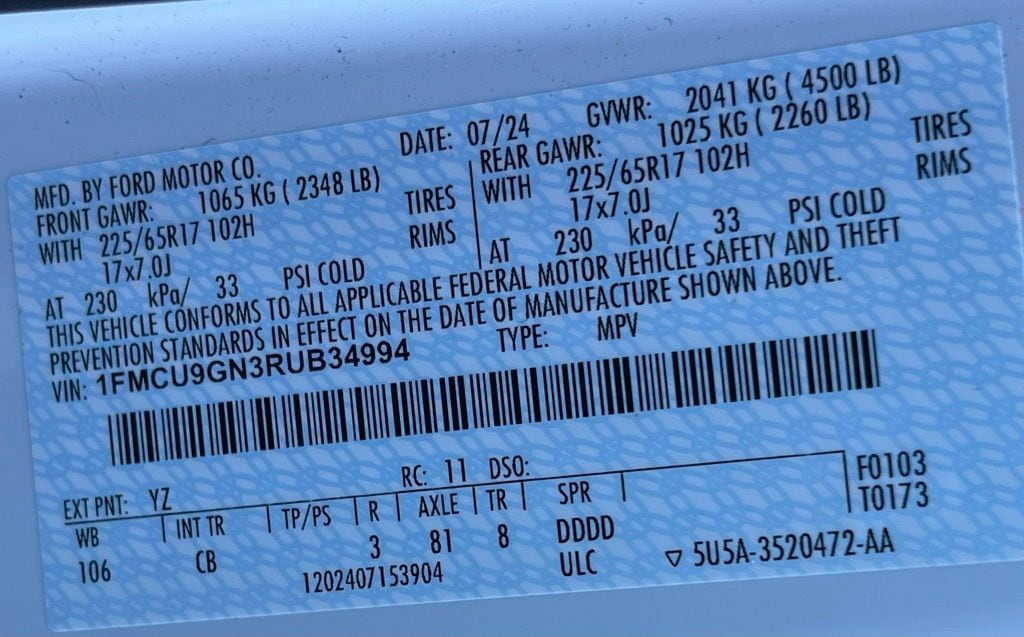 MFD. BY FORD MOTOR CO. DATE: 07/24 GVWR: 2041 KG ( 4500 LB)
FRONT GAWR: 1065 KG ( 2348 LB) REAR GAWR: 1025 KG ( 2260 LB)
WITH 225/65R17 102H TIRES WITH 225/65R17 102H TIRES
17x7.0J RIMS 17x7.0J RIMS
AT 230 kPa/ 33 PSI COLD AT 230 kPa/ 33 PSI COLD
THIS VEHICLE CONFORMS TO ALL APPLICABLE FEDERAL MOTOR VEHICLE SAFETY AND THEFT
PREVENTION STANDARDS IN EFFECT ON THE DATE OF MANUFACTURE SHOWN ABOVE.
VIN: 1FMCU9GN3RUB34994 TYPE: MPV
EXT PNT: YZ RC: 11 DSO: F0103
WB INT TR TP/PS R AXLE TR SPR T0173
106 CB 3 81 8 DDDD
1202407153904 ULC ▽ 5U5A-3520472-AA